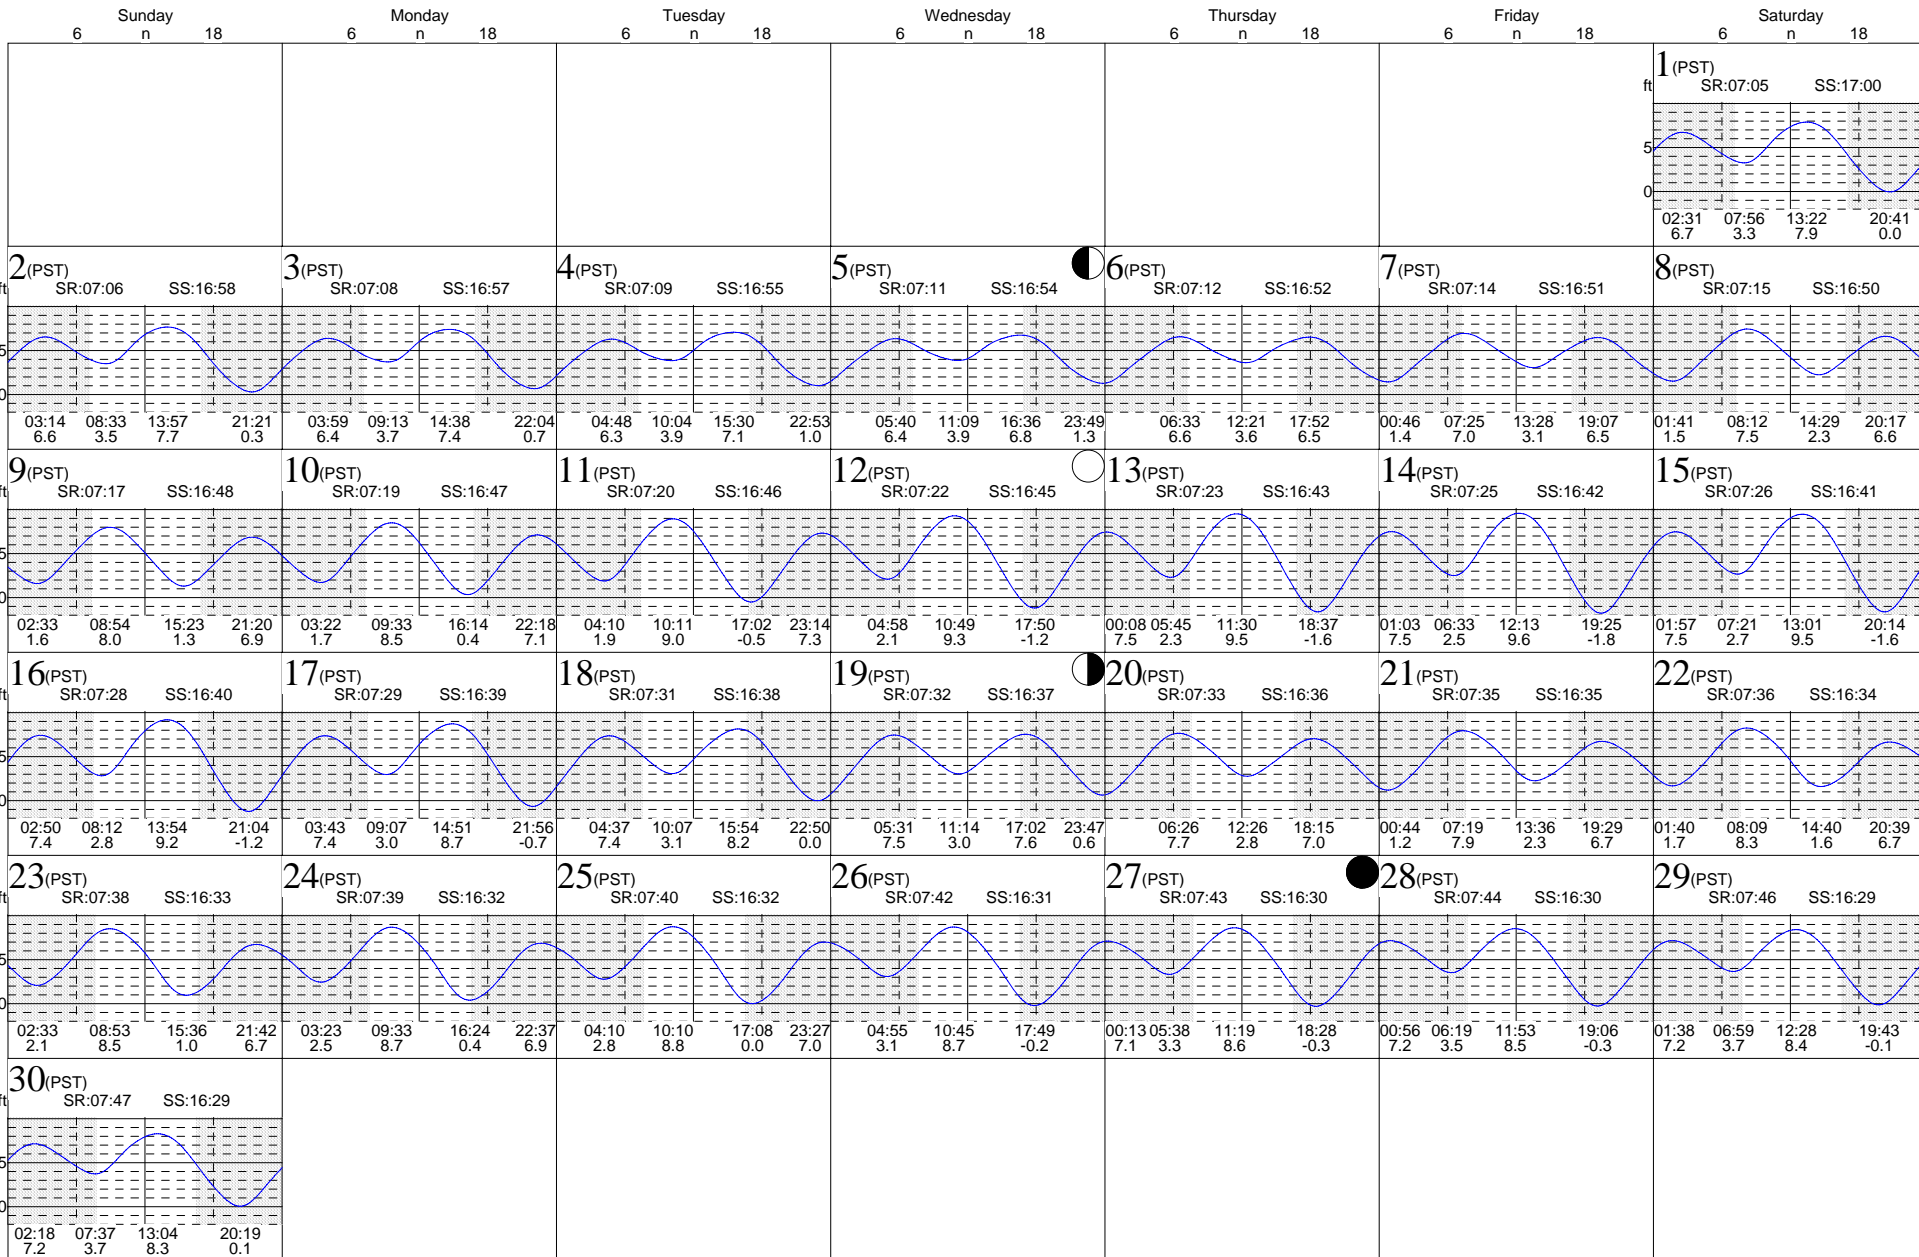 Sunday Monday Tuesday Wednesday Thursday Friday Saturday
6 n 18 6 n 18 6 n 18 6 n 18 6 n 18 6 n 18 6 n 18
1(PST)
ft SR:07:05 SS:17:00
5
0
02:31 07:56 13:22 20:41
6.7 3.3 7.9 0.0
2(PST) 3(PST) 4(PST) 5(PST) 6(PST) 7(PST) 8(PST)
ft SR:07:06 SS:16:58 SR:07:08 SS:16:57 SR:07:09 SS:16:55 SR:07:11 SS:16:54 SR:07:12 SS:16:52 SR:07:14 SS:16:51 SR:07:15 SS:16:50
5
0
03:14 08:33 13:57 21:21 03:59 09:13 14:38 22:04 04:48 10:04 15:30 22:53 05:40 11:09 16:36 23:49 06:33 12:21 17:52 00:46 07:25 13:28 19:07 01:41 08:12 14:29 20:17
6.6 3.5 7.7 0.3 6.4 3.7 7.4 0.7 6.3 3.9 7.1 1.0 6.4 3.9 6.8 1.3 6.6 3.6 6.5 1.4 7.0 3.1 6.5 1.5 7.5 2.3 6.6
9(PST) 10(PST) 11(PST) 12(PST) 13(PST) 14(PST) 15(PST)
ft SR:07:17 SS:16:48 SR:07:19 SS:16:47 SR:07:20 SS:16:46 SR:07:22 SS:16:45 SR:07:23 SS:16:43 SR:07:25 SS:16:42 SR:07:26 SS:16:41
5
0
02:33 08:54 15:23 21:20 03:22 09:33 16:14 22:18 04:10 10:11 17:02 23:14 04:58 10:49 17:50 00:08 05:45 11:30 18:37 01:03 06:33 12:13 19:25 01:57 07:21 13:01 20:14
1.6 8.0 1.3 6.9 1.7 8.5 0.4 7.1 1.9 9.0 -0.5 7.3 2.1 9.3 -1.2 7.5 2.3 9.5 -1.6 7.5 2.5 9.6 -1.8 7.5 2.7 9.5 -1.6
16(PST) 17(PST) 18(PST) 19(PST) 20(PST) 21(PST) 22(PST)
ft SR:07:28 SS:16:40 SR:07:29 SS:16:39 SR:07:31 SS:16:38 SR:07:32 SS:16:37 SR:07:33 SS:16:36 SR:07:35 SS:16:35 SR:07:36 SS:16:34
5
0
02:50 08:12 13:54 21:04 03:43 09:07 14:51 21:56 04:37 10:07 15:54 22:50 05:31 11:14 17:02 23:47 06:26 12:26 18:15 00:44 07:19 13:36 19:29 01:40 08:09 14:40 20:39
7.4 2.8 9.2 -1.2 7.4 3.0 8.7 -0.7 7.4 3.1 8.2 0.0 7.5 3.0 7.6 0.6 7.7 2.8 7.0 1.2 7.9 2.3 6.7 1.7 8.3 1.6 6.7
23(PST) 24(PST) 25(PST) 26(PST) 27(PST) 28(PST) 29(PST)
ft SR:07:38 SS:16:33 SR:07:39 SS:16:32 SR:07:40 SS:16:32 SR:07:42 SS:16:31 SR:07:43 SS:16:30 SR:07:44 SS:16:30 SR:07:46 SS:16:29
5
0
02:33 08:53 15:36 21:42 03:23 09:33 16:24 22:37 04:10 10:10 17:08 23:27 04:55 10:45 17:49 00:13 05:38 11:19 18:28 00:56 06:19 11:53 19:06 01:38 06:59 12:28 19:43
2.1 8.5 1.0 6.7 2.5 8.7 0.4 6.9 2.8 8.8 0.0 7.0 3.1 8.7 -0.2 7.1 3.3 8.6 -0.3 7.2 3.5 8.5 -0.3 7.2 3.7 8.4 -0.1
30(PST)
ft SR:07:47 SS:16:29
5
0
02:18 07:37 13:04 20:19
7.2 3.7 8.3 0.1